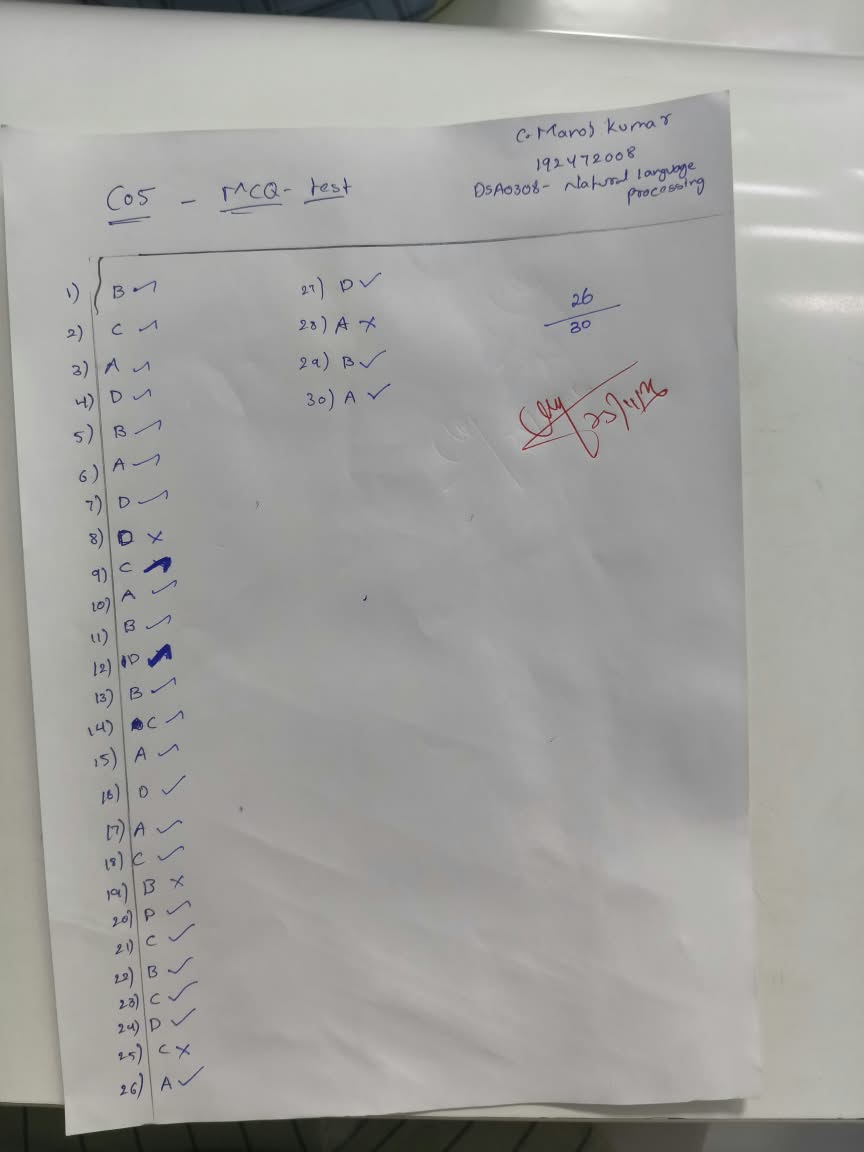 C. Manoj Kumar
192472008
DSA0308- Natural language
processing
CO5 - MCQ- test
1) B ✓
2) C ✓
3) A ✓
4) D ✓
5) B ✓
6) A ✓
7) D ✓
8) D ×
9) C ✓
10) A ✓
11) B ✓
12) D ✓
13) B ✓
14) C ✓
15) A ✓
16) D ✓
17) A ✓
18) C ✓
19) B ×
20) D ✓
21) C ✓
22) B ✓
23) C ✓
24) D ✓
25) C ×
26) A ✓
27) D ✓
28) A ×
29) B ✓
30) A ✓
26
30